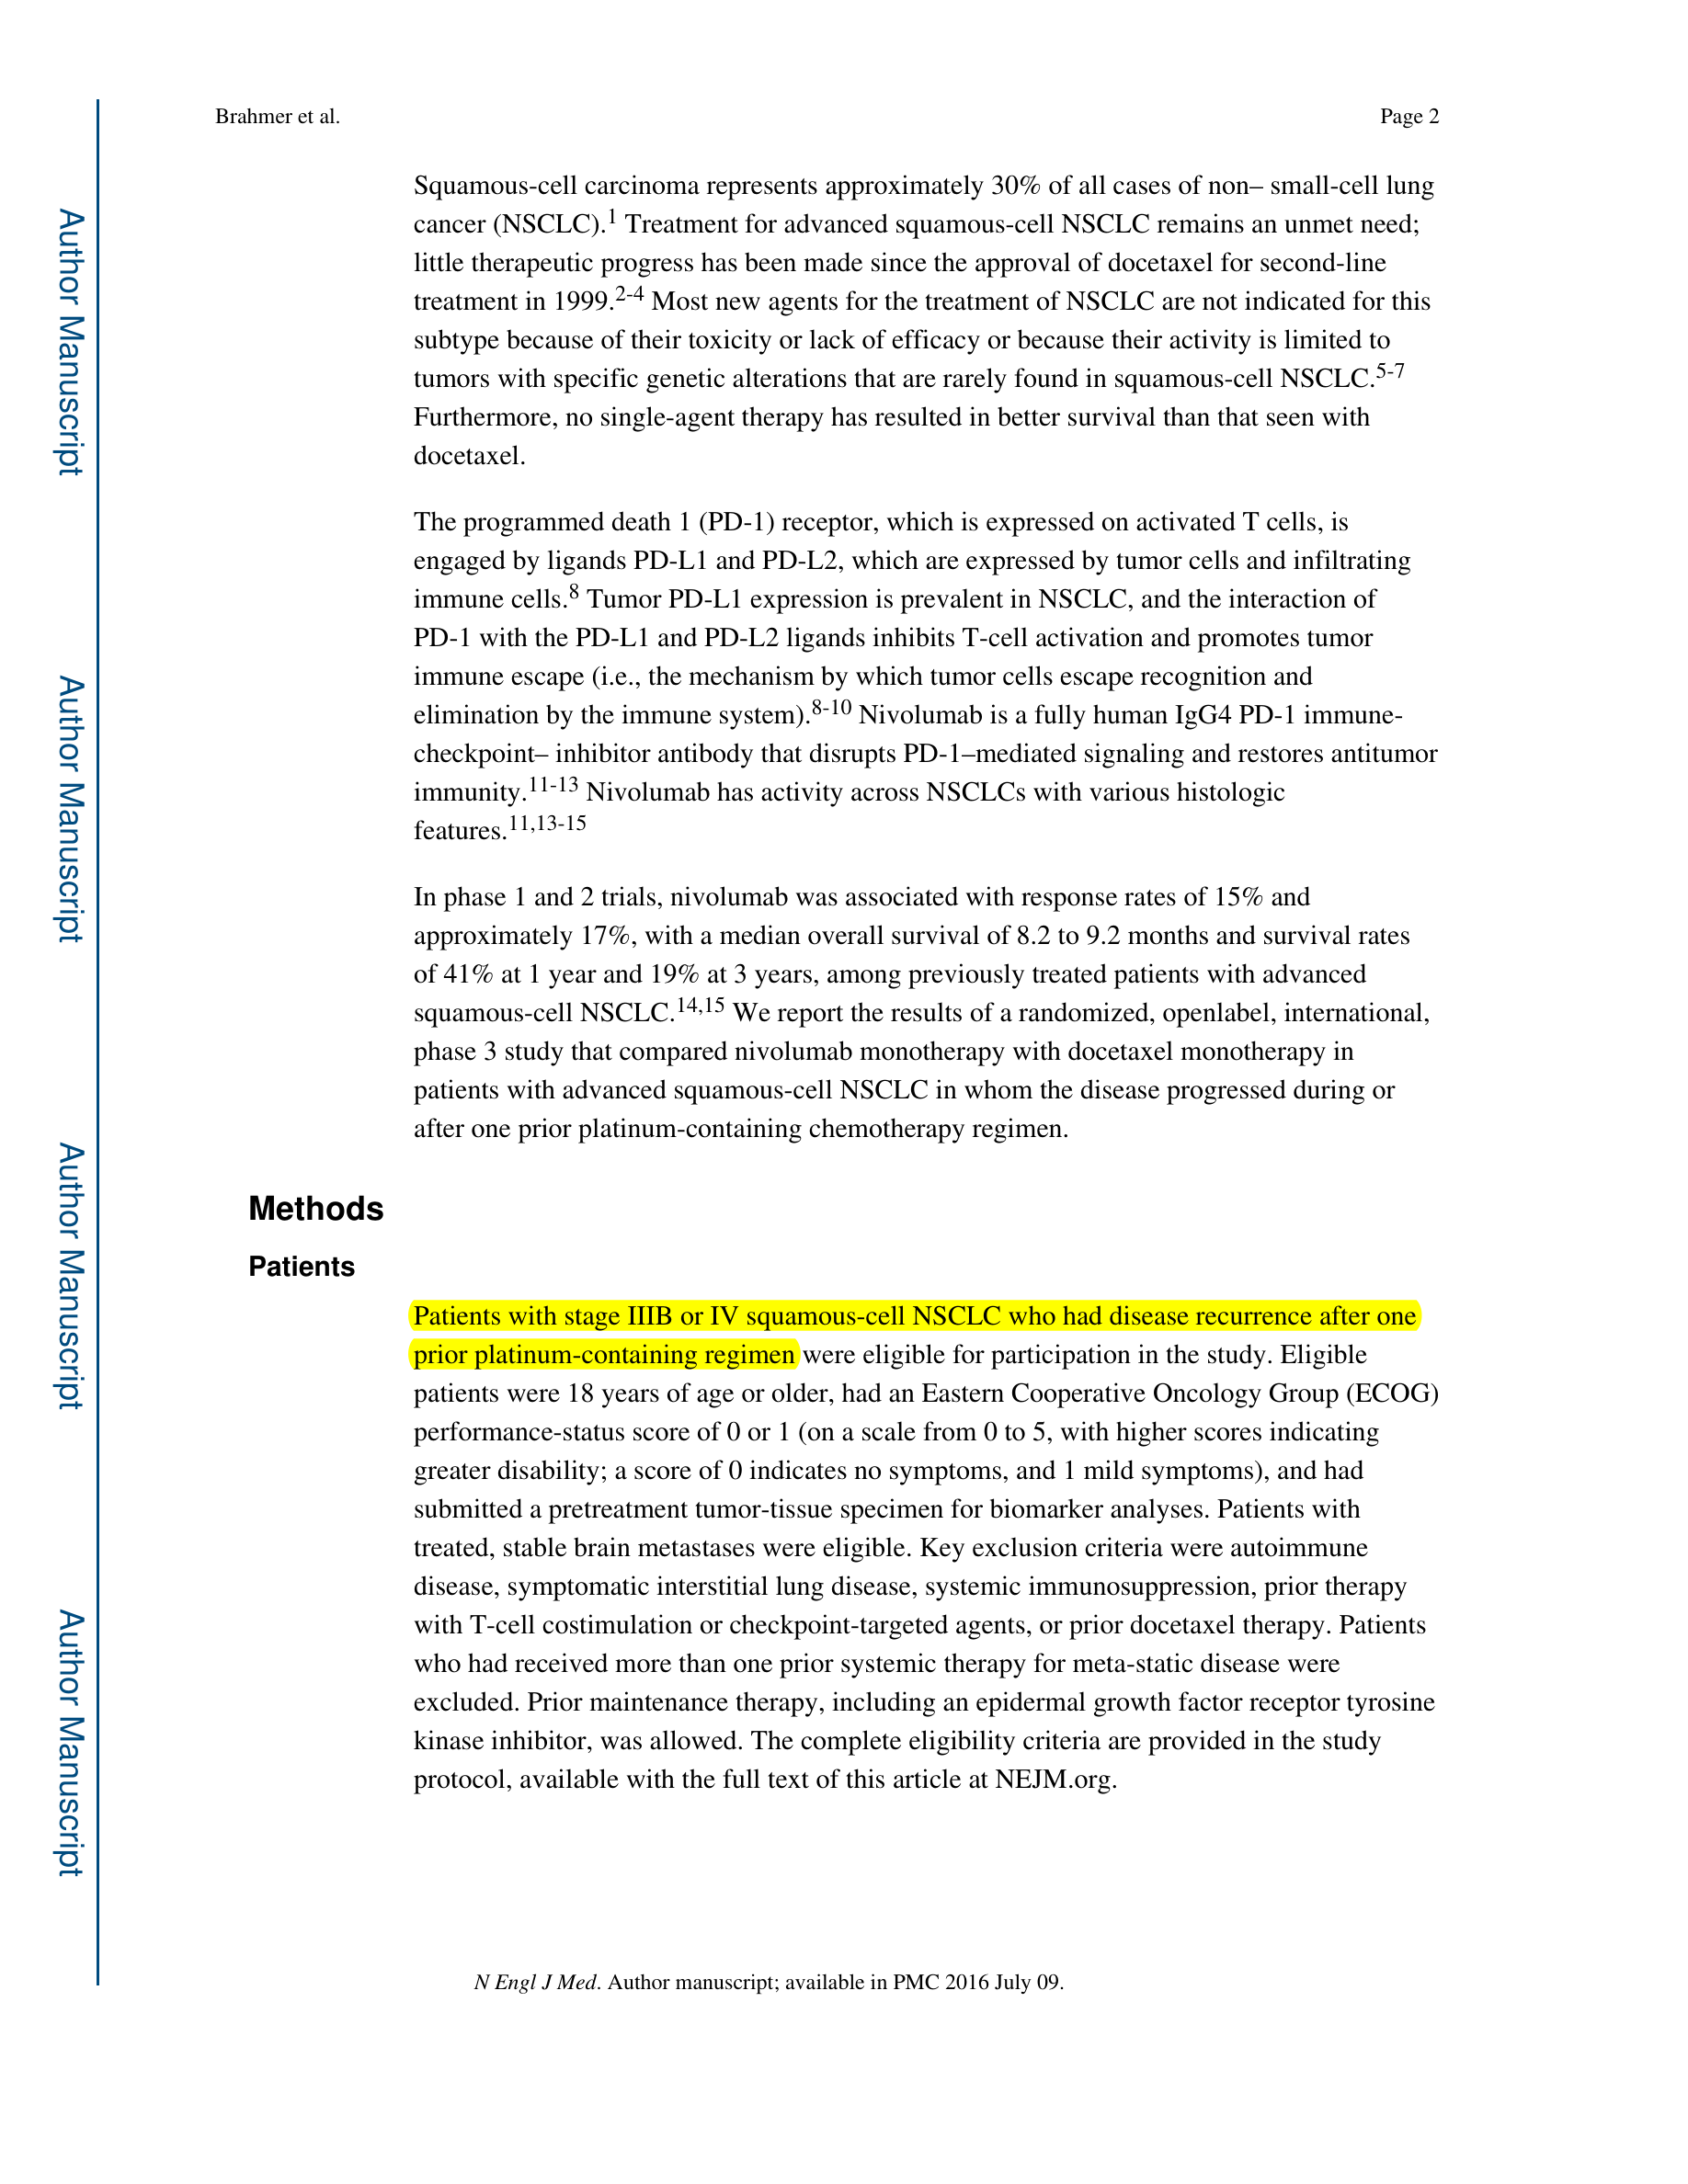 Brahmer et al.
Page 2
Squamous-cell carcinoma represents approximately 30% of all cases of non– small-cell lung
cancer (NSCLC).1 Treatment for advanced squamous-cell NSCLC remains an unmet need;
little therapeutic progress has been made since the approval of docetaxel for second-line
treatment in 1999.2-4 Most new agents for the treatment of NSCLC are not indicated for this
subtype because of their toxicity or lack of efficacy or because their activity is limited to
tumors with specific genetic alterations that are rarely found in squamous-cell NSCLC.5-7
Furthermore, no single-agent therapy has resulted in better survival than that seen with
docetaxel.
The programmed death 1 (PD-1) receptor, which is expressed on activated T cells, is
engaged by ligands PD-L1 and PD-L2, which are expressed by tumor cells and infiltrating
immune cells.8 Tumor PD-L1 expression is prevalent in NSCLC, and the interaction of
PD-1 with the PD-L1 and PD-L2 ligands inhibits T-cell activation and promotes tumor
immune escape (i.e., the mechanism by which tumor cells escape recognition and
elimination by the immune system).8-10 Nivolumab is a fully human IgG4 PD-1 immune-
checkpoint– inhibitor antibody that disrupts PD-1–mediated signaling and restores antitumor
immunity.11-13 Nivolumab has activity across NSCLCs with various histologic
features.11,13-15
In phase 1 and 2 trials, nivolumab was associated with response rates of 15% and
approximately 17%, with a median overall survival of 8.2 to 9.2 months and survival rates
of 41% at 1 year and 19% at 3 years, among previously treated patients with advanced
squamous-cell NSCLC.14,15 We report the results of a randomized, openlabel, international,
phase 3 study that compared nivolumab monotherapy with docetaxel monotherapy in
patients with advanced squamous-cell NSCLC in whom the disease progressed during or
after one prior platinum-containing chemotherapy regimen.
Methods
Patients
Patients with stage IIIB or IV squamous-cell NSCLC who had disease recurrence after one
prior platinum-containing regimen were eligible for participation in the study. Eligible
patients were 18 years of age or older, had an Eastern Cooperative Oncology Group (ECOG)
performance-status score of 0 or 1 (on a scale from 0 to 5, with higher scores indicating
greater disability; a score of 0 indicates no symptoms, and 1 mild symptoms), and had
submitted a pretreatment tumor-tissue specimen for biomarker analyses. Patients with
treated, stable brain metastases were eligible. Key exclusion criteria were autoimmune
disease, symptomatic interstitial lung disease, systemic immunosuppression, prior therapy
with T-cell costimulation or checkpoint-targeted agents, or prior docetaxel therapy. Patients
who had received more than one prior systemic therapy for meta-static disease were
excluded. Prior maintenance therapy, including an epidermal growth factor receptor tyrosine
kinase inhibitor, was allowed. The complete eligibility criteria are provided in the study
protocol, available with the full text of this article at NEJM.org.
N Engl J Med. Author manuscript; available in PMC 2016 July 09.
Author Manuscript
Author Manuscript
Author Manuscript
Author Manuscript